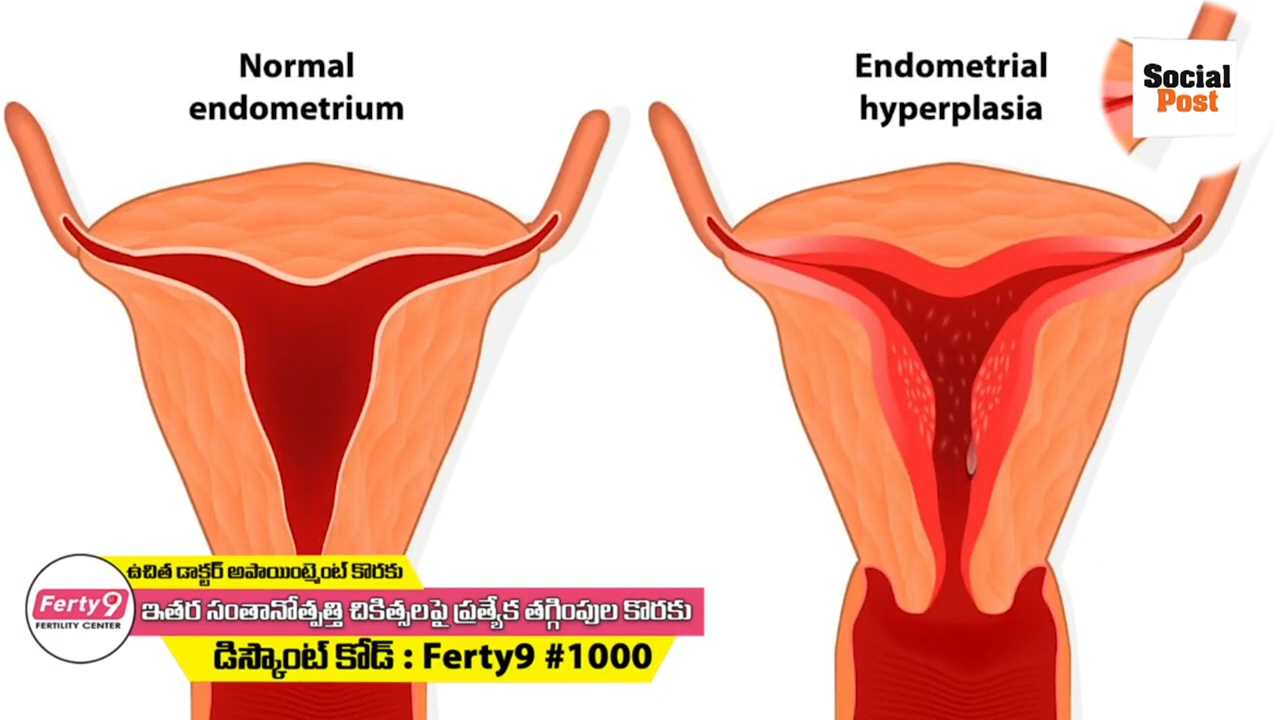 Normal
endometrium
Endometrial
hyperplasia
Social
Post
ఉచిత డాక్టర్ అపాయింట్మెంట్ కొరకు
ఇతర సంతానోత్పత్తి చికిత్సలపై ప్రత్యేక తగ్గింపుల కొరకు
డిస్కౌంట్ కోడ్ : Ferty9 #1000
Ferty9
FERTILITY CENTER